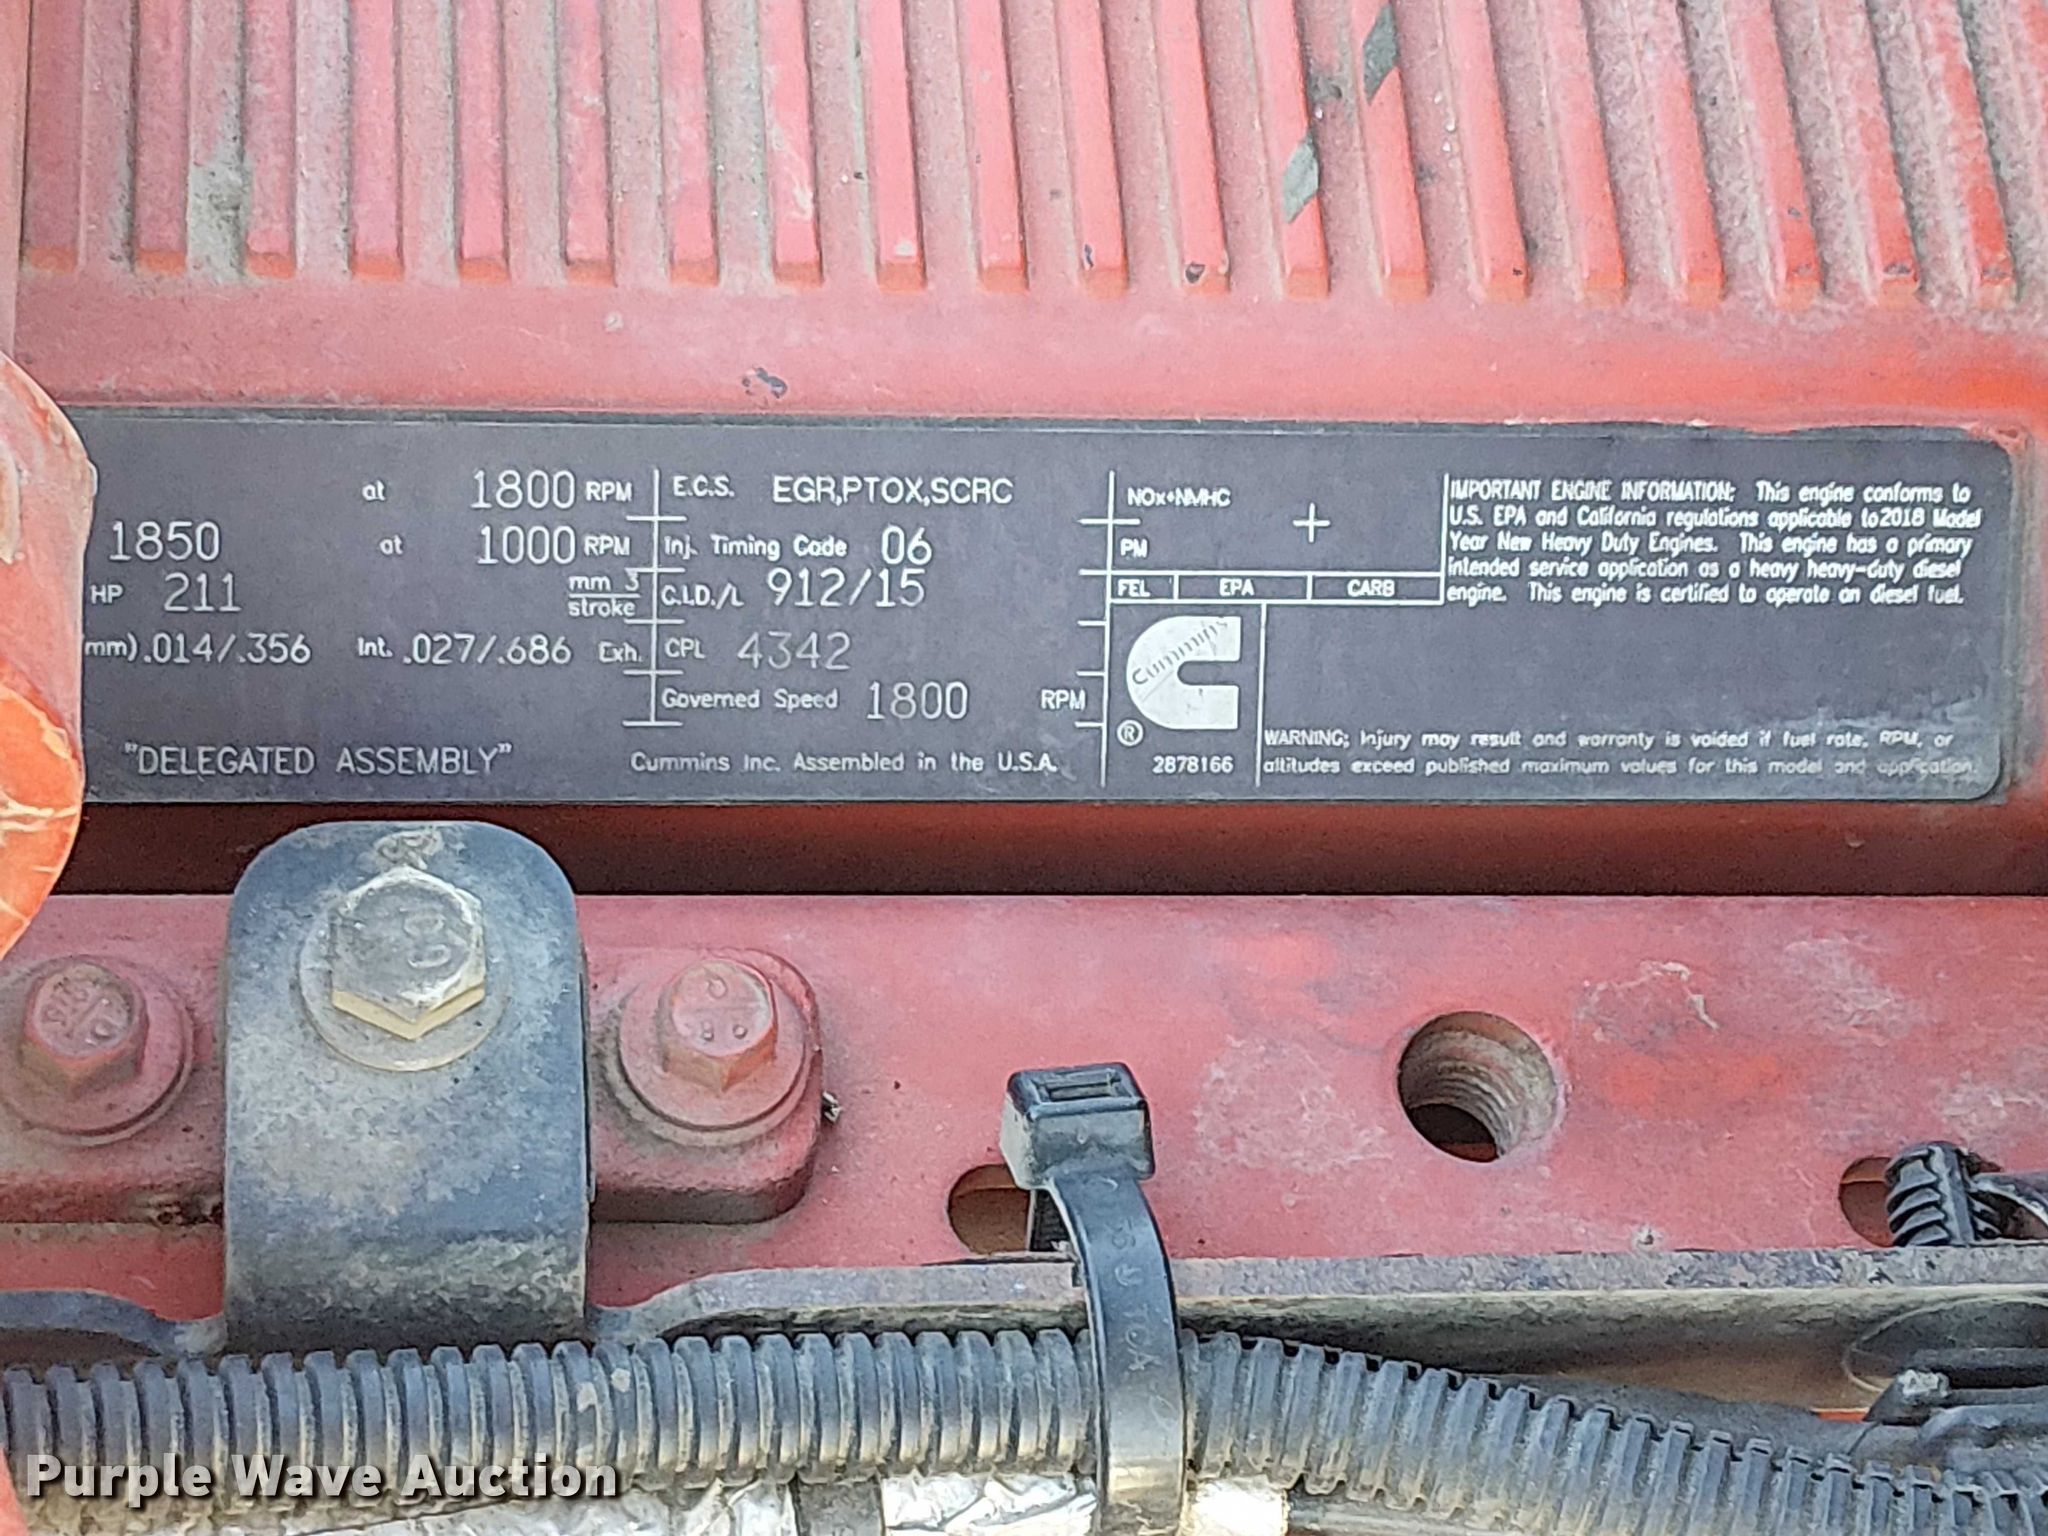 at 1800 RPM
1850 at 1000 RPM
HP 211 mm 3
stroke
mm) .014/.356 Int. .027/.686 Exh.
"DELEGATED ASSEMBLY"
E.C.S. EGR,PTOX,SCRC
Inj. Timing Code 06
C.I.D./L 912/15
CPL 4342
Governed Speed 1800 RPM
Cummins Inc. Assembled in the U.S.A.
NOx+NMHC +
PM
FEL EPA CARB
Cummins
®
2878166
IMPORTANT ENGINE INFORMATION: This engine conforms to
U.S. EPA and California regulations applicable to 2018 Model
Year New Heavy Duty Engines. This engine has a primary
intended service application as a heavy heavy-duty diesel
engine. This engine is certified to operate on diesel fuel.
WARNING; Injury may result and warranty is voided if fuel rate, RPM, or
altitudes exceed published maximum values for this model and application.
Purple Wave Auction